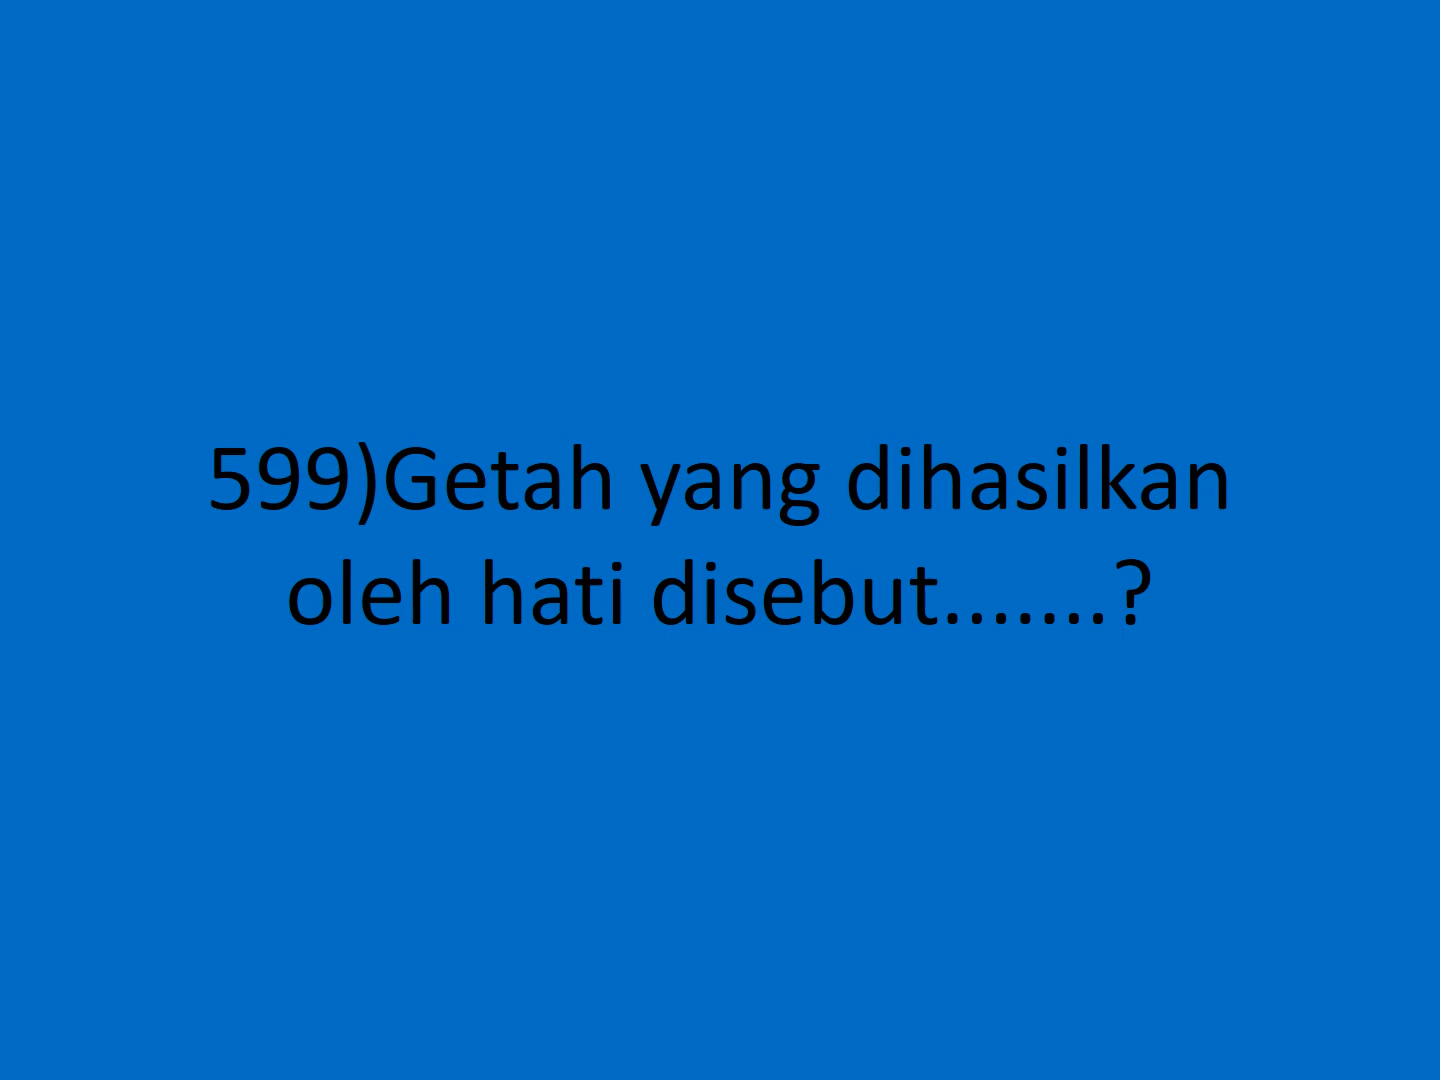 599)Getah yang dihasilkan
oleh hati disebut.......?